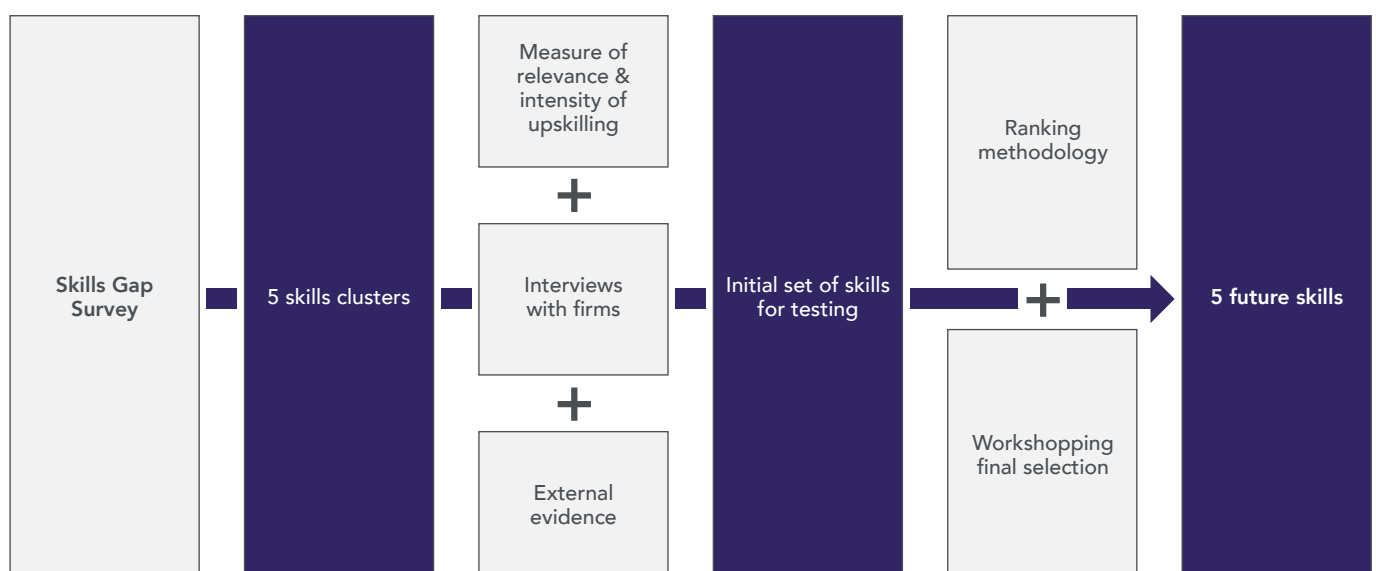 Skills Gap
Survey
5 skills clusters
Measure of
relevance &
intensity of
upskilling
+
Interviews
with firms
+
External
evidence
Initial set of skills
for testing
Ranking
methodology
+
Workshopping
final selection
5 future skills